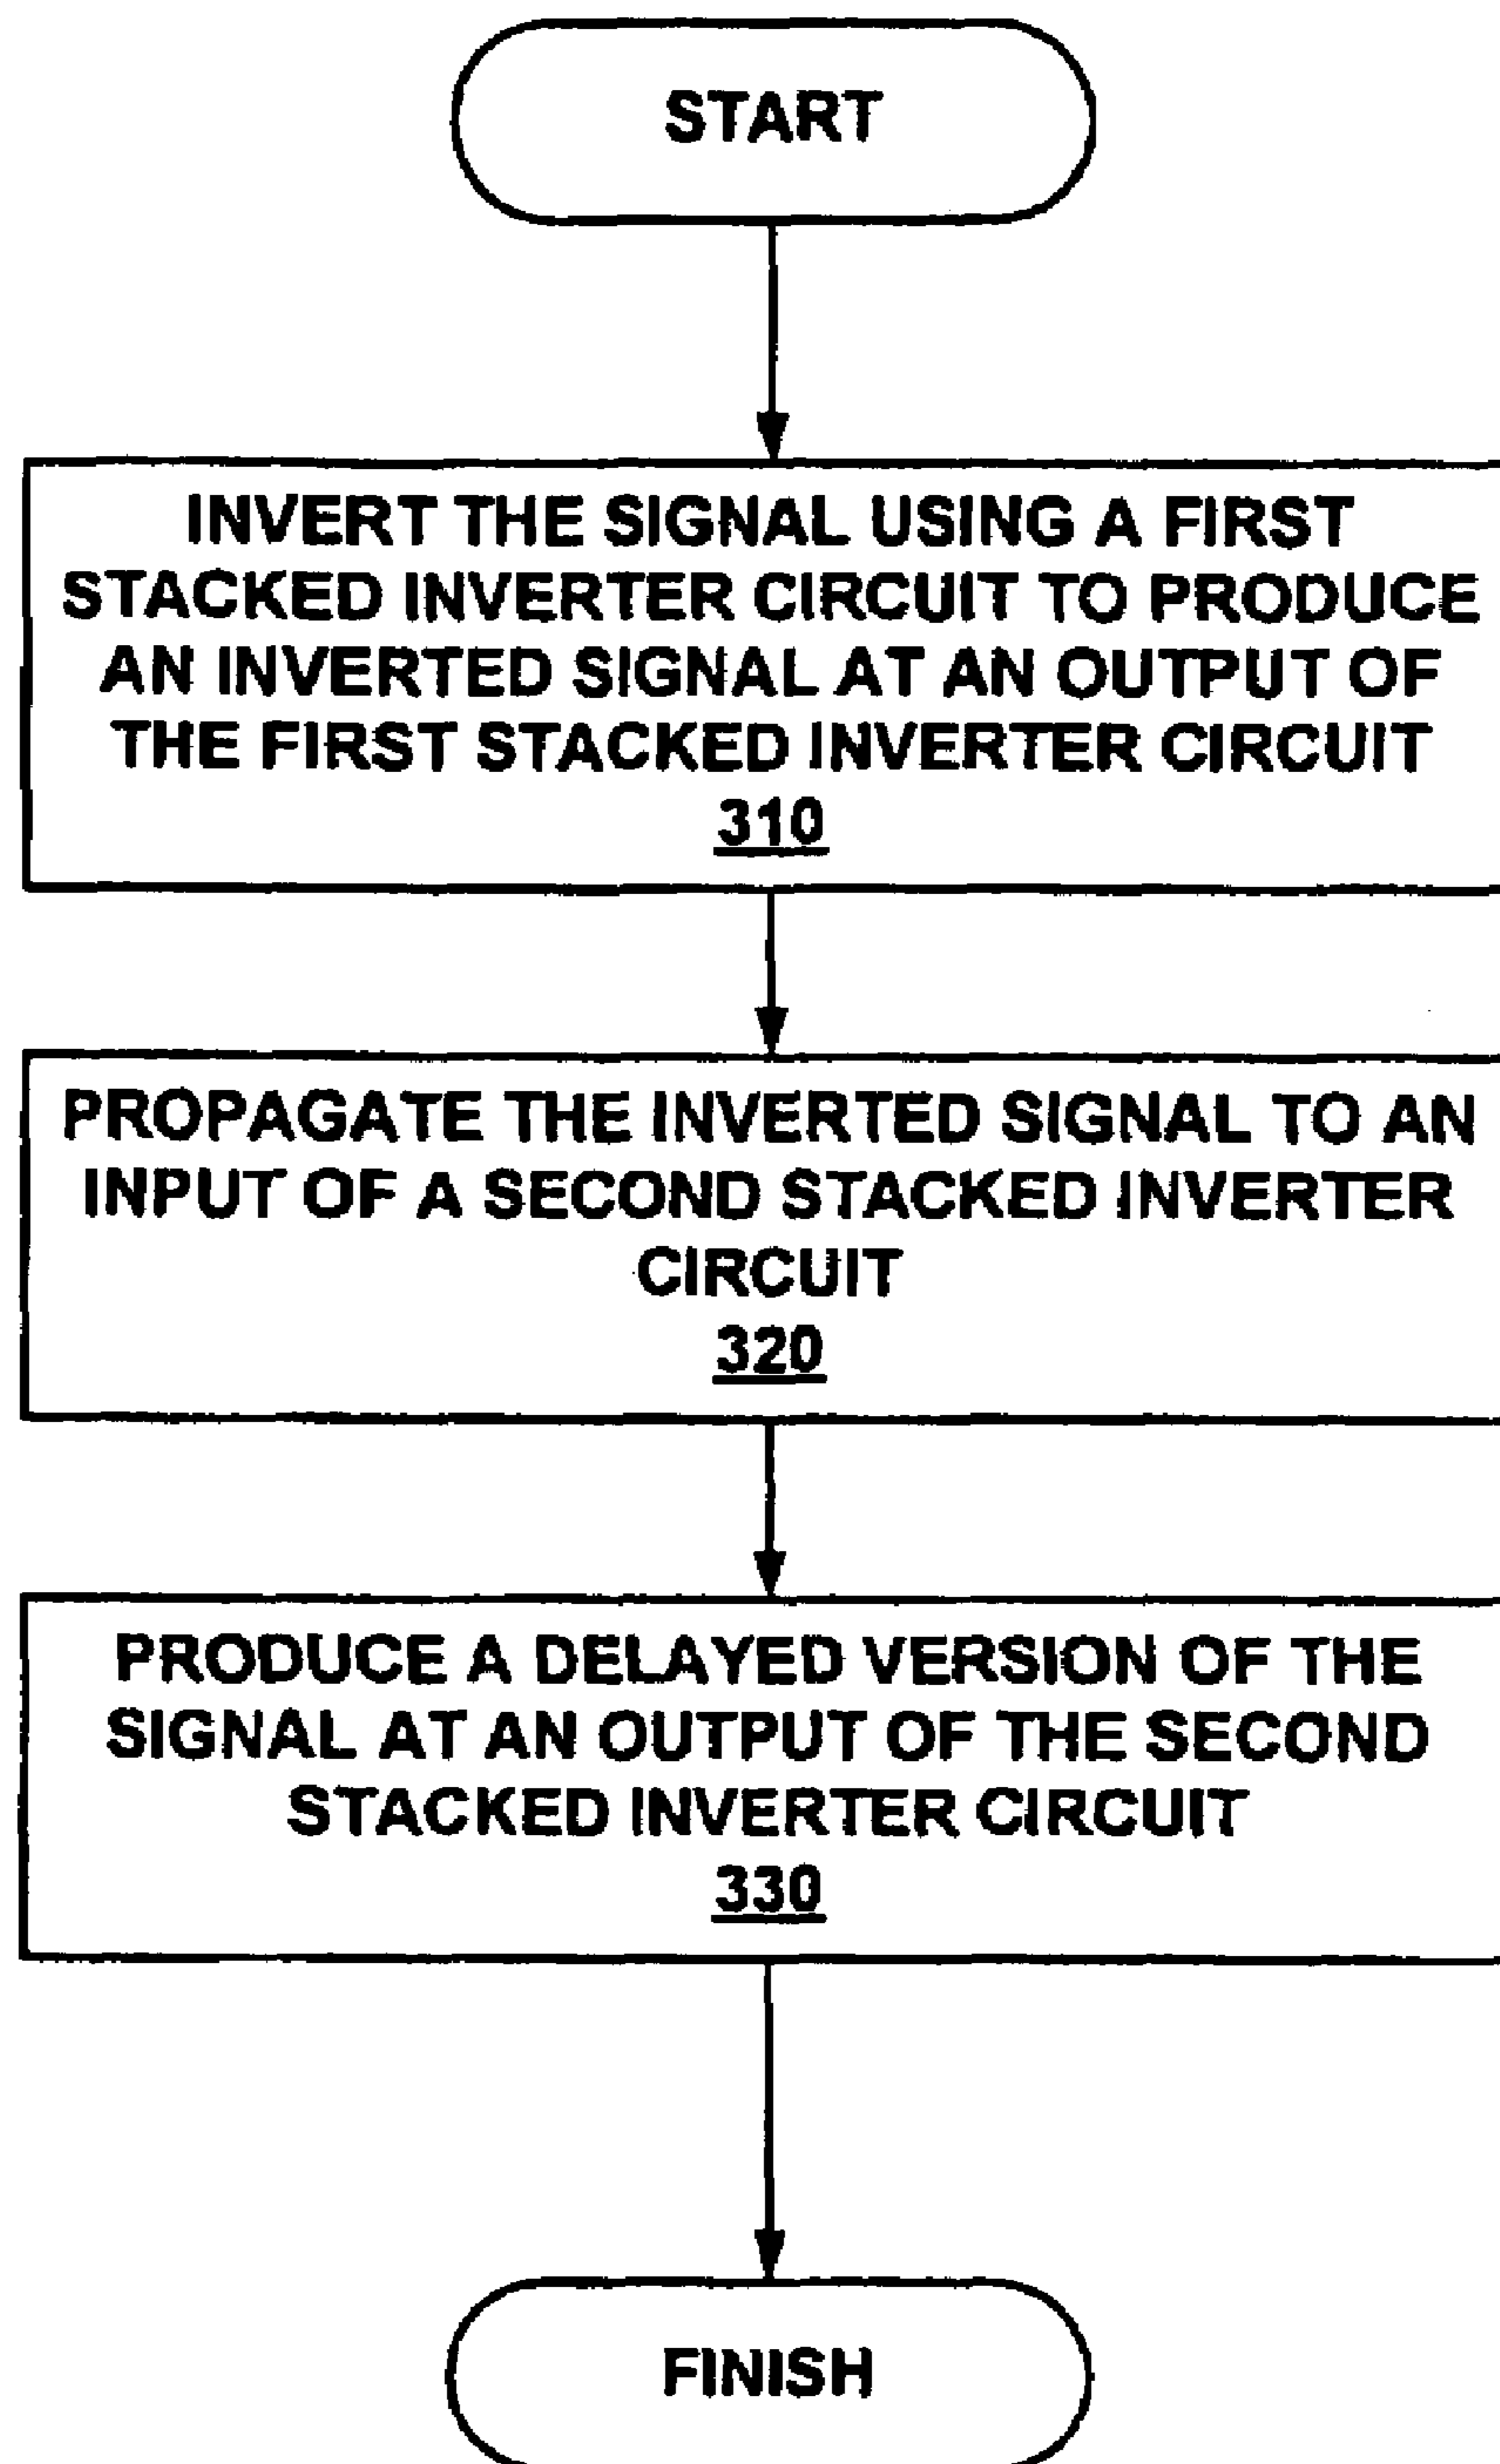 START
INVERT THE SIGNAL USING A FIRST
STACKED INVERTER CIRCUIT TO PRODUCE
AN INVERTED SIGNAL AT AN OUTPUT OF
THE FIRST STACKED INVERTER CIRCUIT
310
PROPAGATE THE INVERTED SIGNAL TO AN
INPUT OF A SECOND STACKED INVERTER
CIRCUIT
320
PRODUCE A DELAYED VERSION OF THE
SIGNAL AT AN OUTPUT OF THE SECOND
STACKED INVERTER CIRCUIT
330
FINISH